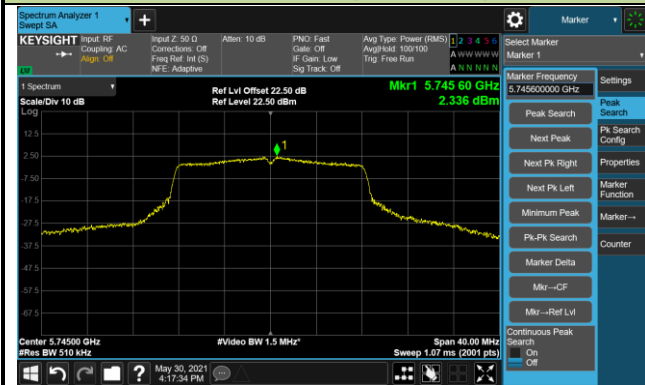 Spectrum Analyzer 1
Swept SA
Marker
KEYSIGHT
Input: RF
Coupling: AC
Align: Off
Input Z: 50 Ω
Corrections: Off
Freq Ref: Int (S)
NFE: Adaptive
Atten: 10 dB
PNO: Fast
Gate: Off
IF Gain: Low
Sig Track: Off
Avg Type: Power (RMS)
Avg|Hold: 100/100
Trig: Free Run
1 2 3 4 5 6
A W W W W W
A N N N N N
Select Marker
Marker 1
1 Spectrum
Scale/Div 10 dB
Log
Ref Lvl Offset 22.50 dB
Ref Level 22.50 dBm
Mkr1 5.745 60 GHz
2.336 dBm
Marker Frequency
5.745600000 GHz
Peak Search
Next Peak
Next Pk Right
Next Pk Left
Minimum Peak
Pk-Pk Search
Marker Delta
Mkr→CF
Mkr→Ref Lvl
Continuous Peak
Search
On
Off
Settings
Peak
Search
Pk Search
Config
Properties
Marker
Function
Marker→
Counter
12.5
2.50
-7.50
-17.5
-27.5
-37.5
-47.5
-57.5
-67.5
1
Center 5.74500 GHz
#Res BW 510 kHz
#Video BW 1.5 MHz*
Span 40.00 MHz
Sweep 1.07 ms (2001 pts)
May 30, 2021
4:17:34 PM